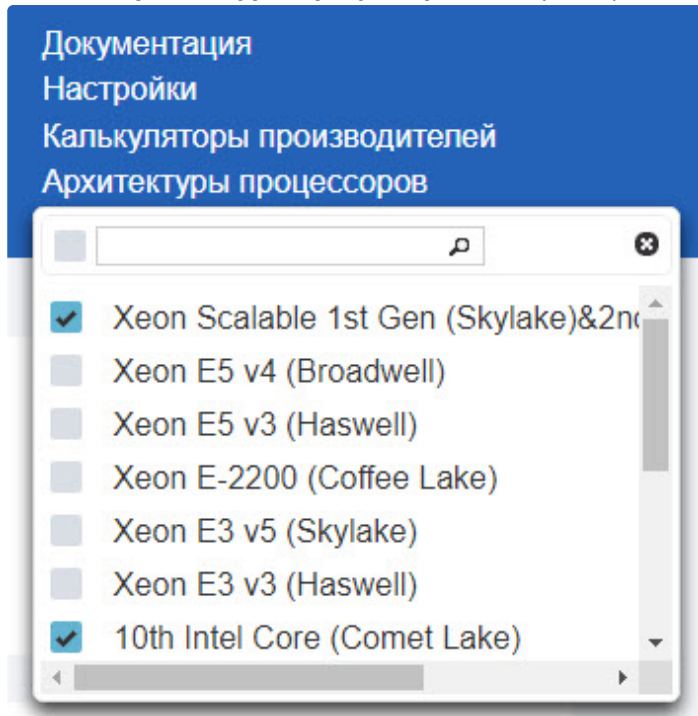 Документация
Настройки
Калькуляторы производителей
Архитектуры процессоров
Xeon Scalable 1st Gen (Skylake)&2nd
Xeon E5 v4 (Broadwell)
Xeon E5 v3 (Haswell)
Xeon E-2200 (Coffee Lake)
Xeon E3 v5 (Skylake)
Xeon E3 v3 (Haswell)
10th Intel Core (Comet Lake)